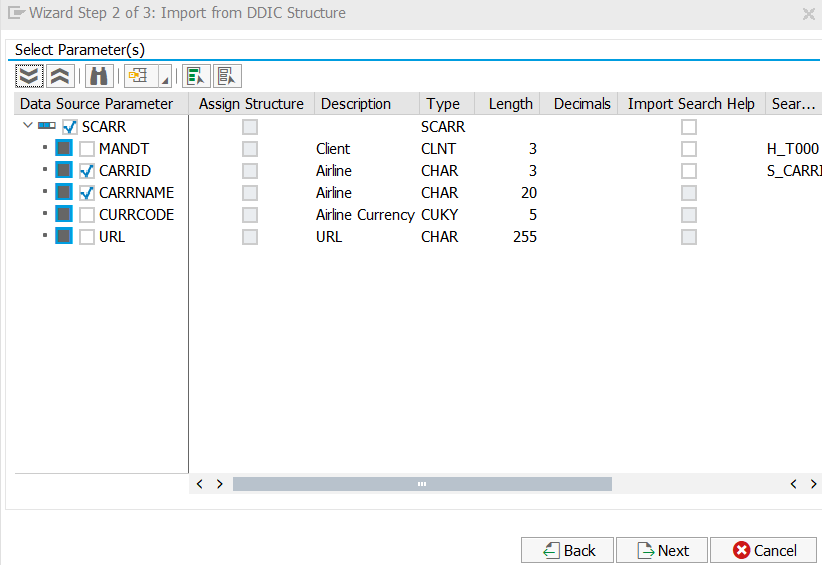 Wizard Step 2 of 3: Import from DDIC Structure
Select Parameter(s)
Data Source Parameter Assign Structure Description Type Length Decimals Import Search Help Sear...
SCARR SCARR
MANDT Client CLNT 3 H_T000
CARRID Airline CHAR 3 S_CARRI
CARRNAME Airline CHAR 20
CURRCODE Airline Currency CUKY 5
URL URL CHAR 255
Back Next Cancel